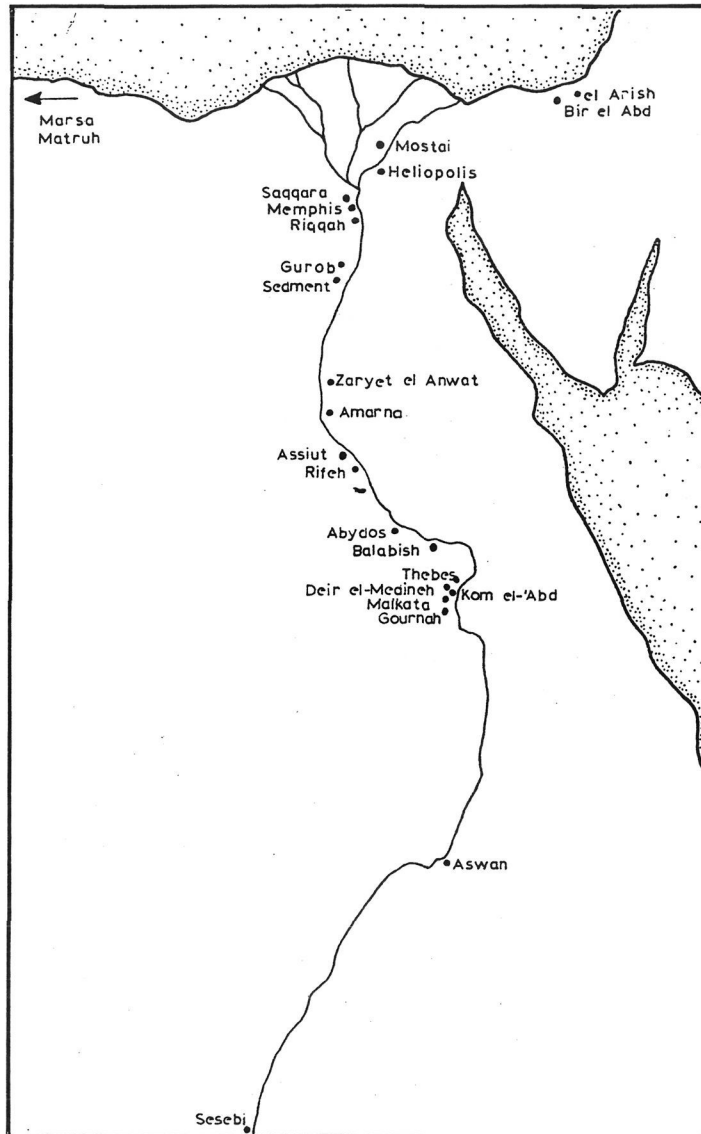 el Arish
Bir el Abd
Marsa
Matruh
Mostai
Heliopolis
Saqqara
Memphis
Riqqah
Gurob
Sedment
Zaryet el Anwat
Amarna
Assiut
Rifeh
Abydos
Balabish
Thebes
Deir el-Medineh
Kom el-'Abd
Malkata
Gournah
Aswan
Sesebi